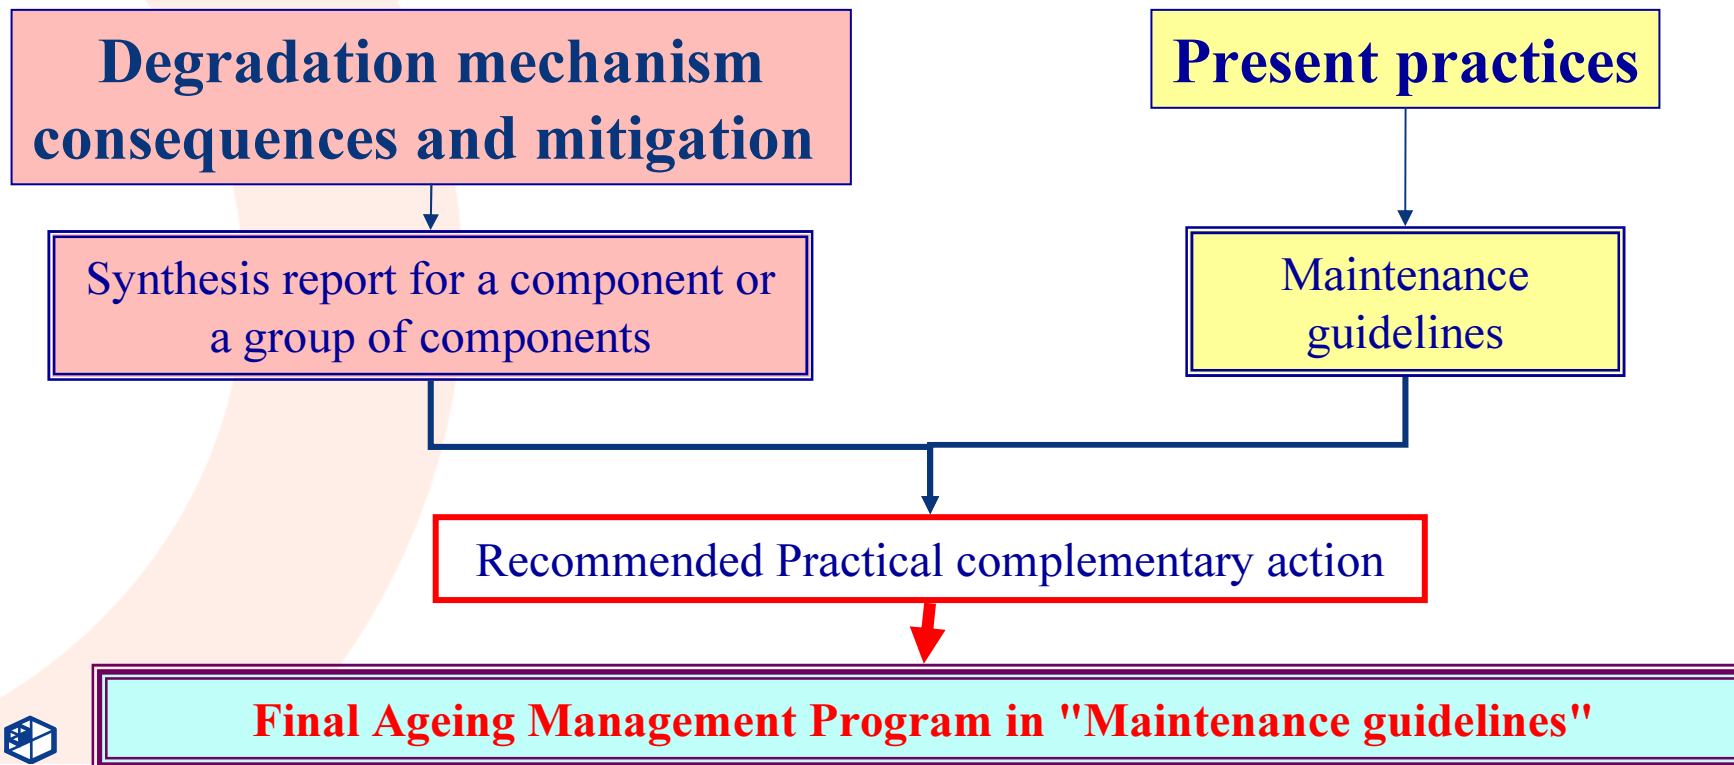 Degradation mechanism
consequences and mitigation
Present practices
Synthesis report for a component or
a group of components
Maintenance
guidelines
Recommended Practical complementary action
Final Ageing Management Program in "Maintenance guidelines"